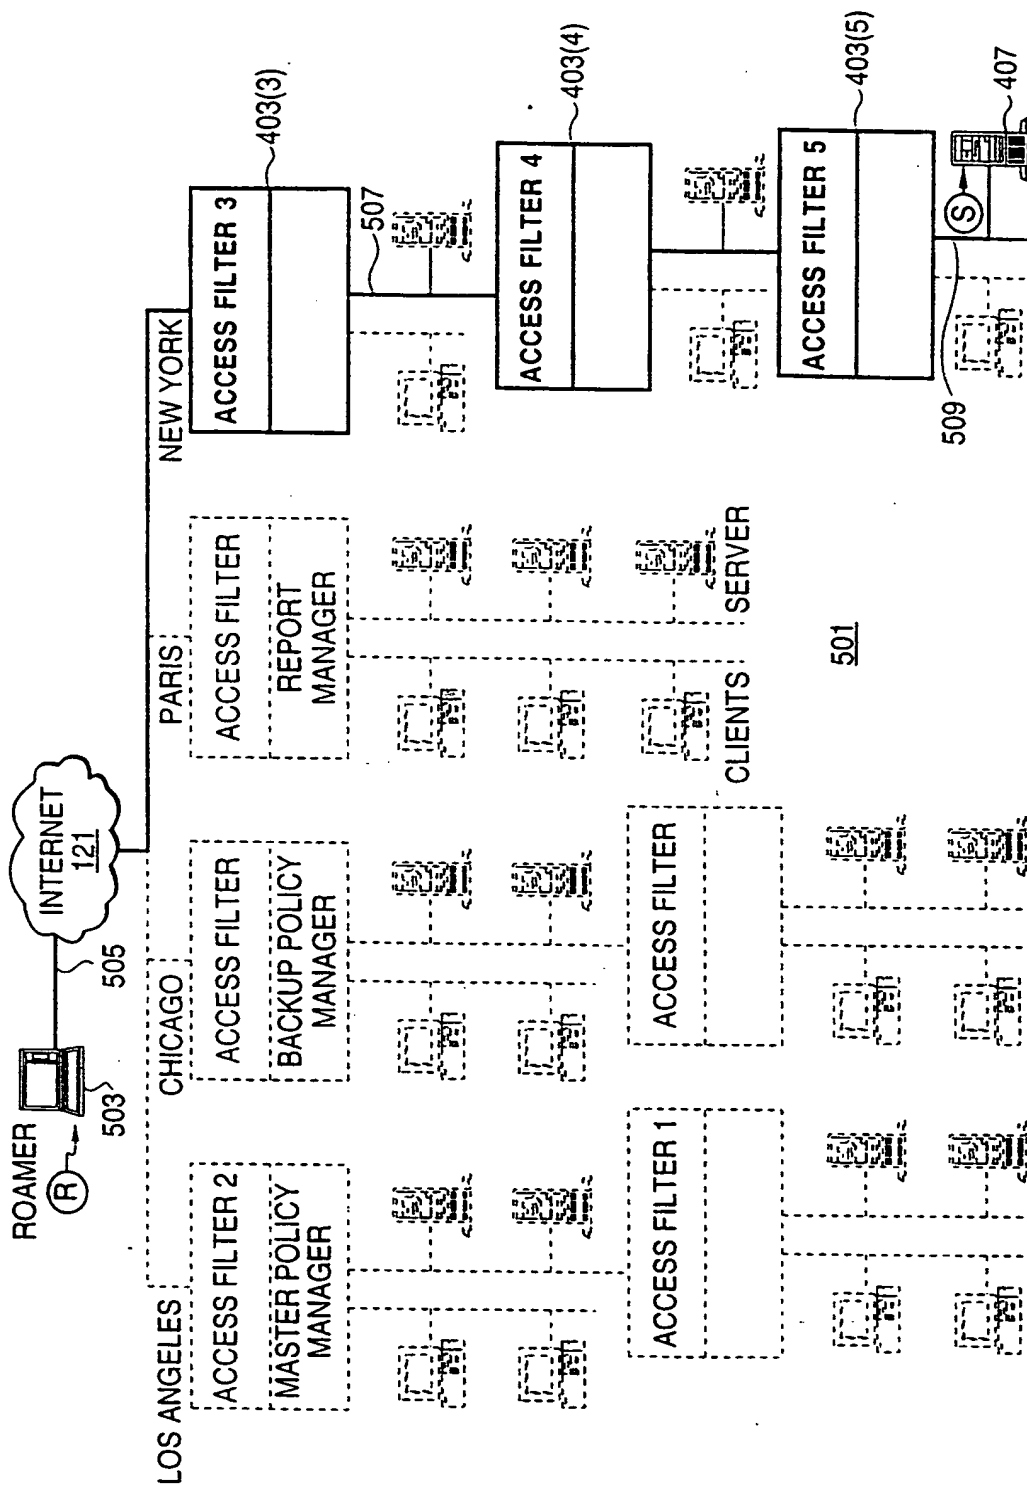 ROAMER
R
503
505
INTERNET
121
LOS ANGELES
CHICAGO
PARIS
NEW YORK
ACCESS FILTER 2
MASTER POLICY
MANAGER
ACCESS FILTER
BACKUP POLICY
MANAGER
ACCESS FILTER
REPORT
MANAGER
ACCESS FILTER 3
403(3)
507
ACCESS FILTER 4
403(4)
ACCESS FILTER 5
403(5)
S
407
509
CLIENTS
SERVER
501
ACCESS FILTER 1
ACCESS FILTER